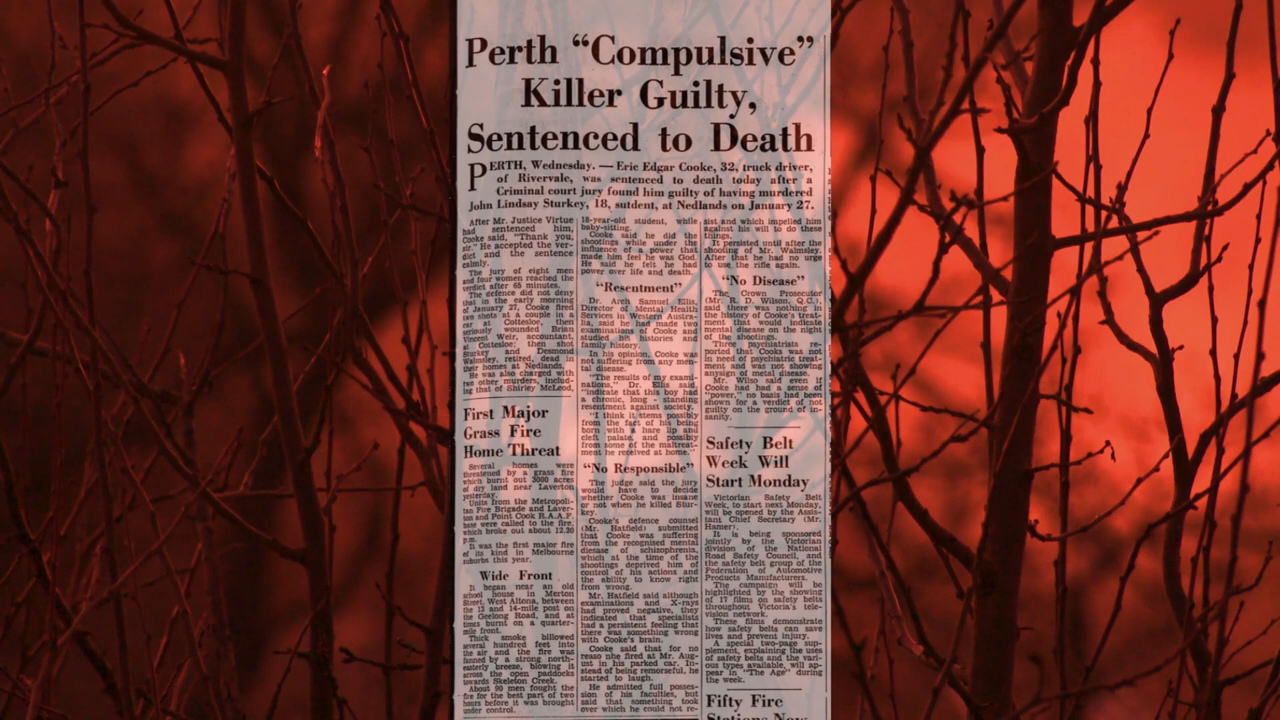 Perth “Compulsive”
Killer Guilty,
Sentenced to Death
PERTH, Wednesday. — Eric Edgar Cooke, 32, truck driver,
of Rivervale, was sentenced to death today after a
Criminal court jury found him guilty of having murdered
John Lindsay Sturkey, 18, sutdent, at Nedlands on January 27.
After Mr. Justice Virtue
had sentenced him,
Cooke said, “Thank you,
sir.” He accepted the ver-
dict and the sentence
calmly.
The jury of eight men
and four women reached the
verdict after 65 minutes.
The defence did not deny
that in the early morning
of January 27, Cooke fired
two shots at a couple in a
car at Cottesloe, then
seriously wounded Brian
Vincent Weir, accountant,
at Cottesloe; then shot
Sturkey and Desmond
Walmsley, retired, dead in
their homes at Nedlands.
He was also charged with
two other murders, includ-
ing that of Shirley McLeod,
First Major
Grass Fire
Home Threat
Several homes were
threatened by a grass fire
which burnt out 3000 acres
of dry land near Laverton
yesterday.
Units from the Metropoli-
tan Fire Brigade and Laver-
ton and Point Cook R.A.A.F.
base were called to the fire,
which broke out about 12.30
p.m.
It was the first major fire
of its kind in Melbourne
suburbs this year.
Wide Front
It began near an old
school house in Merton
Street, West Altona, between
the 13 and 14-mile post on
the Geelong Road, and at
times burnt on a quarter-
mile front.
Thick smoke billowed
several hundred feet into
the air and the fire was
fanned by a strong north-
easterly breeze, blowing it
across the open paddocks
towards Skeleton Creek.
About 90 men fought the
fire for the best part of two
hours before it was brought
under control.
18-year-old student, while
baby-sitting.
Cooke said he did the
shootings while under the
influence of a power that
made him feel he was God.
He said he felt he had
power over life and death.
“Resentment”
Dr. Arch Samuel Ellis,
Director of Mental Health
Services in Western Austra-
lia, said he had made two
examinations of Cooke and
studied his histories and
family history.
In his opinion, Cooke was
not suffering from any men-
tal disease.
“The results of my exami-
nations,” Dr. Ellis said,
“indicate that this boy had
a chronic, long - standing
resentment against society.
“I think it stems possibly
from the fact of his being
born with a hare lip and
cleft palate, and possibly
from some of the maltreat-
ment he received at home.”
“No Responsible”
The judge said the jury
would have to decide
whether Cooke was insane
or not when he killed Stur-
key.
Cooke's defence counsel
(Mr. Hatfield) submitted
that Cooke was suffering
from the recognised mental
disease of schizophrenia,
which at the time of the
shootings deprived him of
control of his actions and
the ability to know right
from wrong.
Mr. Hatfield said although
examinations and X-rays
had proved negative, they
indicated that specialists
had a persistent feeling that
there was something wrong
with Cooke's brain.
Cooke said that for no
reaso nhe fired at Mr. Aug-
ust in his parked car. In-
stead of being remorseful, he
started to laugh.
He admitted full posses-
sion of his faculties, but
said that something took
over which he could not re-
sist and which impelled him
against his will to do these
things.
It persisted until after the
shooting of Mr. Walmsley.
After that he had no urge
to use the rifle again.
“No Disease”
The Crown Prosecutor
(Mr. R. D. Wilson, Q.C.),
said there was nothing in
the history of Cooke's treat-
ment that would indicate
mental disease on the night
of the shootings.
Three psychiatrists re-
ported that Cooks was not
in need of psychiatric treat-
ment and was not showing
anysign of metal disease.
Mr. Wilso said even if
Cooke had had a sense of
“power,” no basis had been
shown for a verdict of not
guilty on the ground of in-
sanity.
Safety Belt
Week Will
Start Monday
Victorian Safety Belt
Week, to start next Monday,
will be opened by the Assis-
tant Chief Secretary (Mr.
Hamer).
It is being sponsored
jointly by the Victorian
division of the National
Road Safety Council, and
the safety belt group of the
Federation of Automotive
Products Manufacturers.
The campaign will be
highlighted by the showing
of 17 films on safety belts
throughout Victoria's tele-
vision network.
These films demonstrate
how safety belts can save
lives and prevent injury.
A special two-page sup-
plement, explaining the uses
of safety belts and the vari-
ous types available, will ap-
pear in “The Age” during
the week.
Fifty Fire
Stations Now